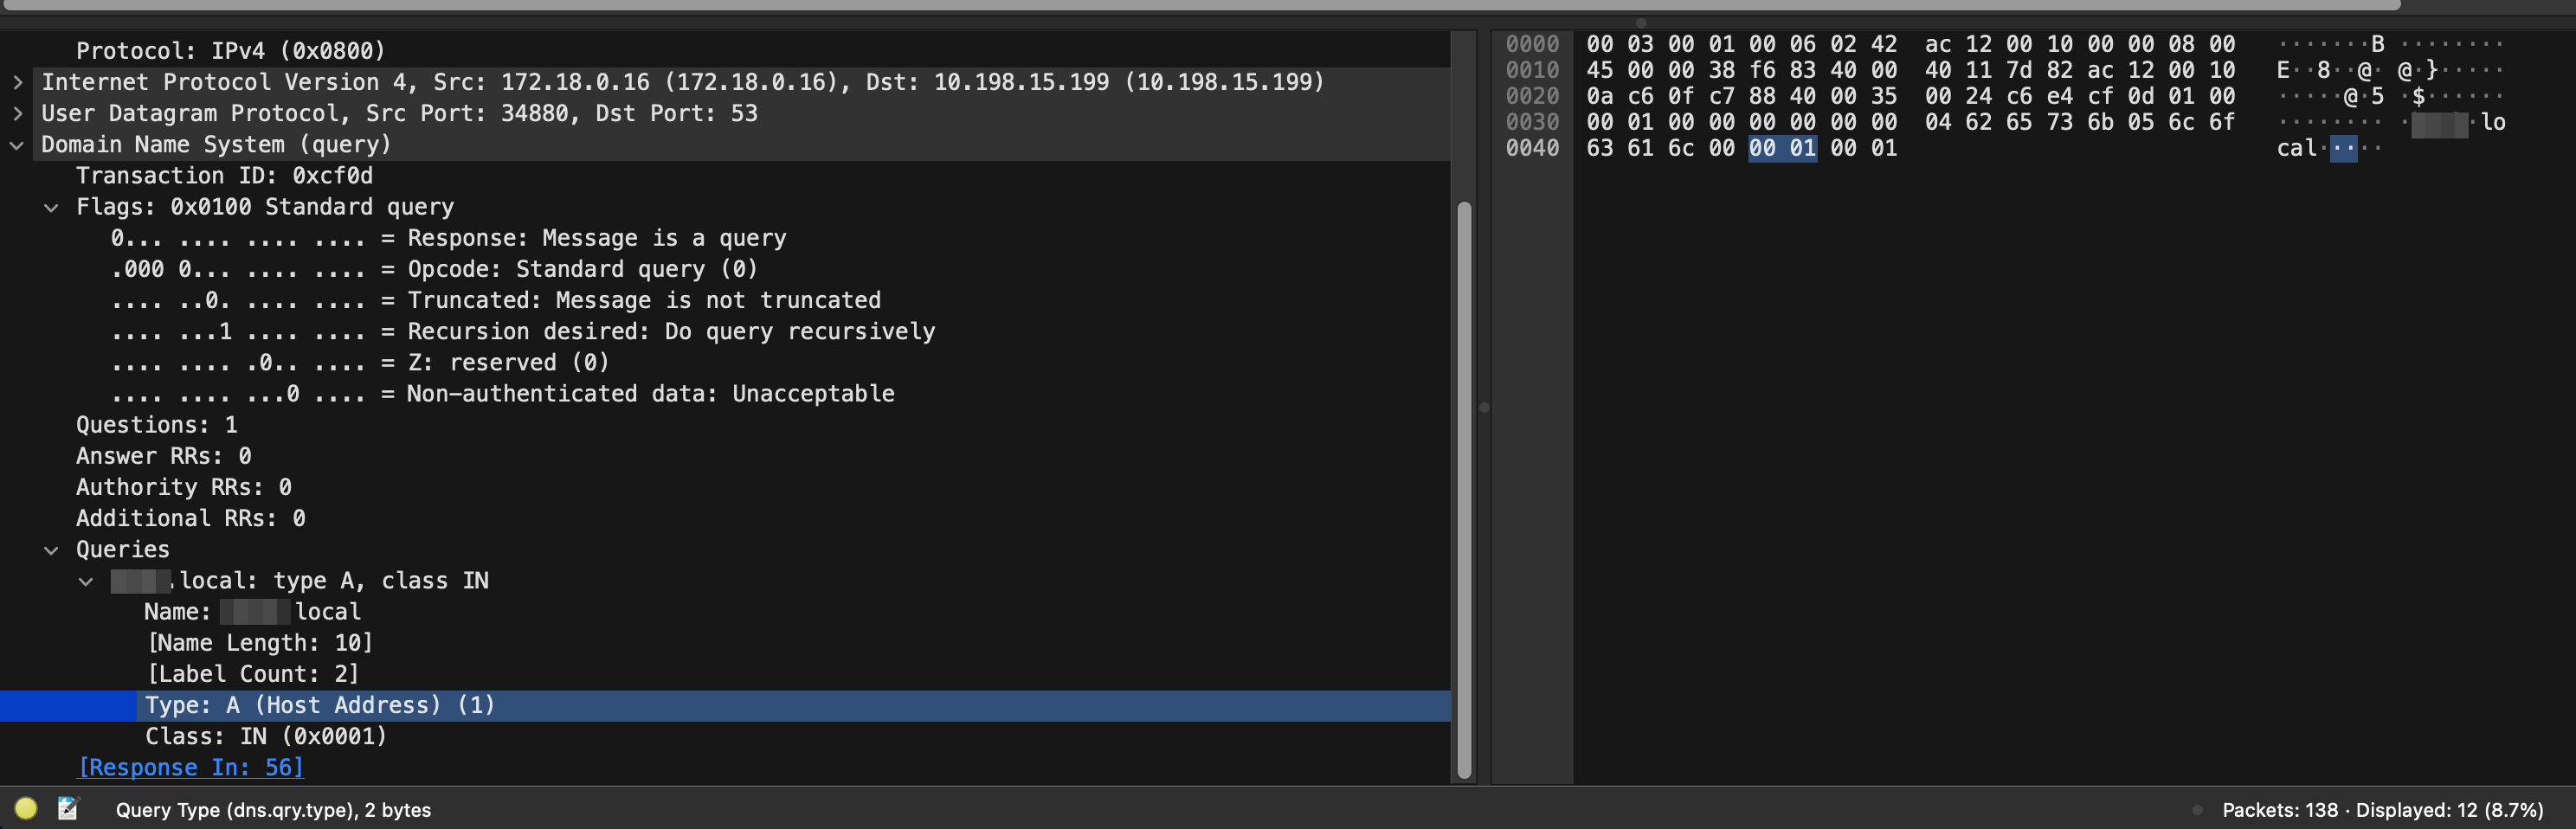 Protocol: IPv4 (0x0800)
Internet Protocol Version 4, Src: 172.18.0.16 (172.18.0.16), Dst: 10.198.15.199 (10.198.15.199)
User Datagram Protocol, Src Port: 34880, Dst Port: 53
Domain Name System (query)
Transaction ID: 0xcf0d
Flags: 0x0100 Standard query
0... .... .... .... = Response: Message is a query
.000 0... .... .... = Opcode: Standard query (0)
.... ..0. .... .... = Truncated: Message is not truncated
.... ...1 .... .... = Recursion desired: Do query recursively
.... .... .0.. .... = Z: reserved (0)
.... .... ...0 .... = Non-authenticated data: Unacceptable
Questions: 1
Answer RRs: 0
Authority RRs: 0
Additional RRs: 0
Queries
.local: type A, class IN
Name: local
[Name Length: 10]
[Label Count: 2]
Type: A (Host Address) (1)
Class: IN (0x0001)
[Response In: 56]
0000 00 03 00 01 00 06 02 42 ac 12 00 10 00 00 08 00 ·······B ········
0010 45 00 00 38 f6 83 40 00 40 11 7d 82 ac 12 00 10 E··8··@· @·}·····
0020 0a c6 0f c7 88 40 00 35 00 24 c6 e4 cf 0d 01 00 ·····@·5 ·$······
0030 00 01 00 00 00 00 00 00 04 62 65 73 6b 05 6c 6f ········ · ·lo
0040 63 61 6c 00 00 01 00 01 cal·····
Query Type (dns.qry.type), 2 bytes
Packets: 138 · Displayed: 12 (8.7%)